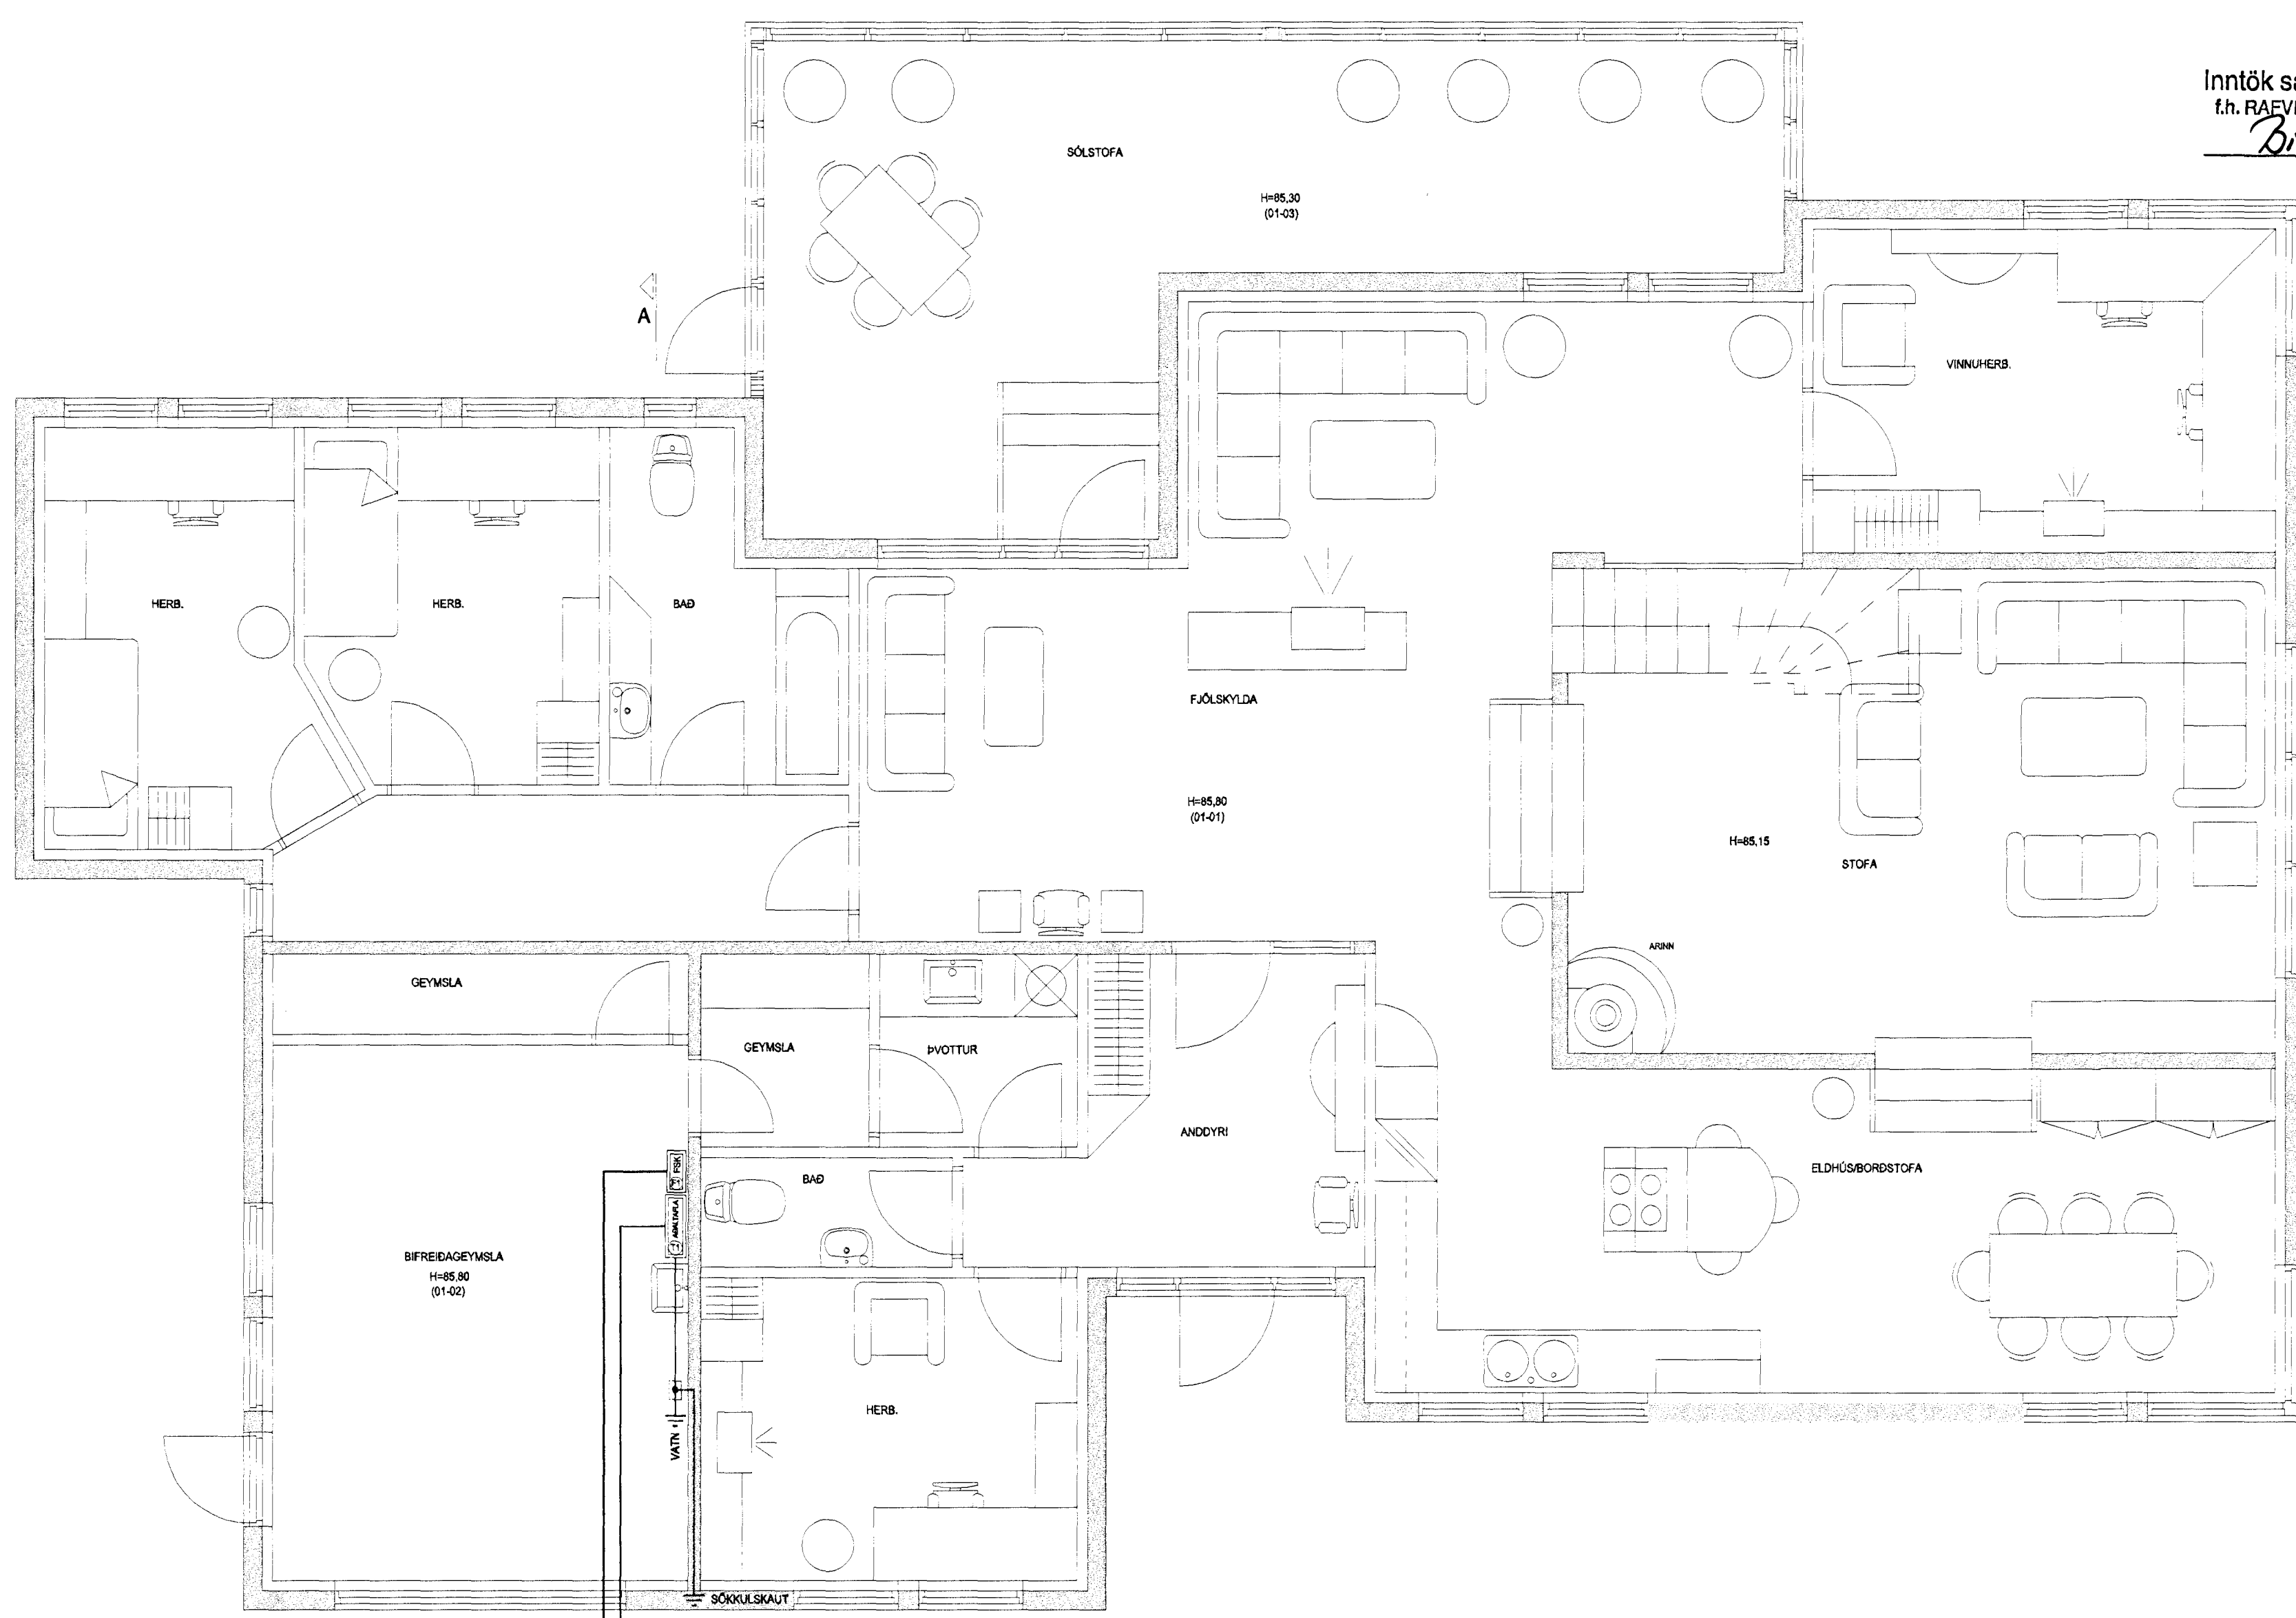 Inntök
f.h.
SÓLSTOFA
H=85,30
(01-03)
A
VINNUHERB.
HERB.
HERB.
BAÐ
FJÖLSKYLDA
H=85,80
(01-01)
H=85,15
STOFA
ARINN
GEYMSLA
GEYMSLA
ÞVOTTUR
ANDDYRI
ELDHÚS/BORÐSTOFA
FSK
BAÐ
AÐALTAFLA
BIFREIÐAGEYMSLA
H=85,80
(01-02)
HERB.
VATN
SÖKKULSKAUT